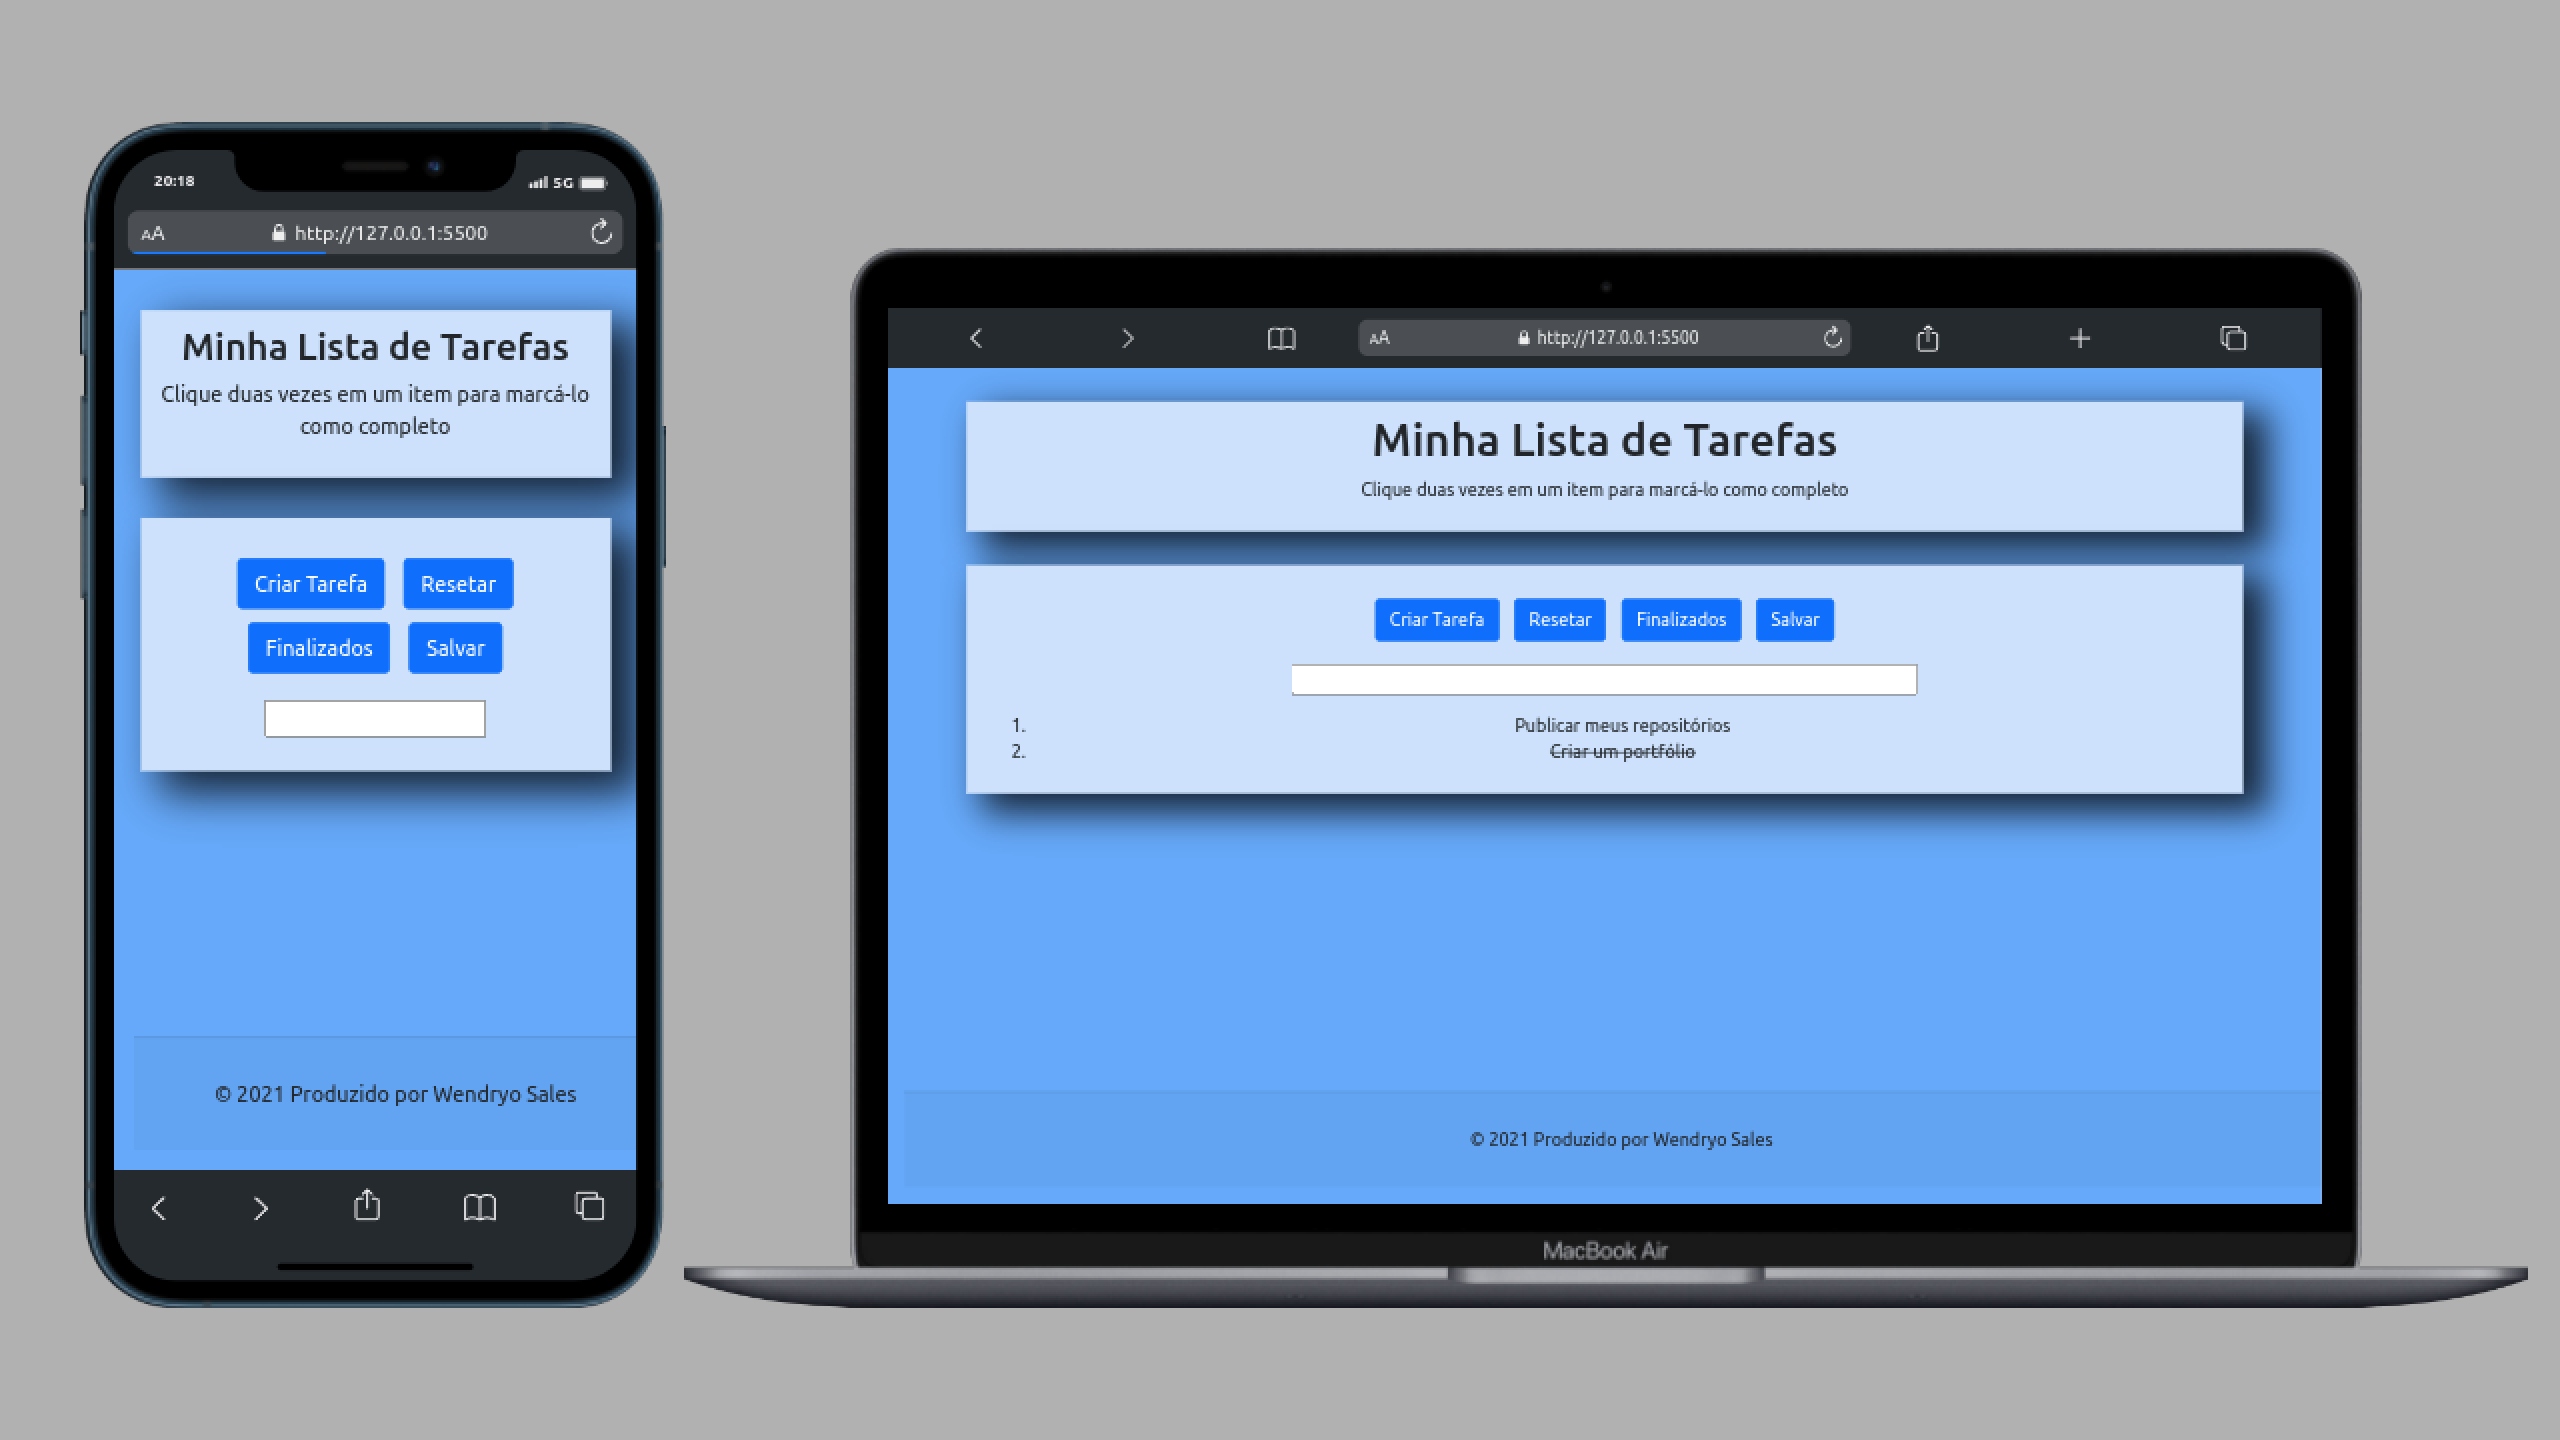 20:18
5G
AA
http://127.0.0.1:5500
Minha Lista de Tarefas
Clique duas vezes em um item para marcá-lo
como completo
Criar Tarefa Resetar
Finalizados Salvar
© 2021 Produzido por Wendryo Sales
AA
http://127.0.0.1:5500
Minha Lista de Tarefas
Clique duas vezes em um item para marcá-lo como completo
Criar Tarefa Resetar Finalizados Salvar
1. Publicar meus repositórios
2. Criar um portfólio
© 2021 Produzido por Wendryo Sales
MacBook Air